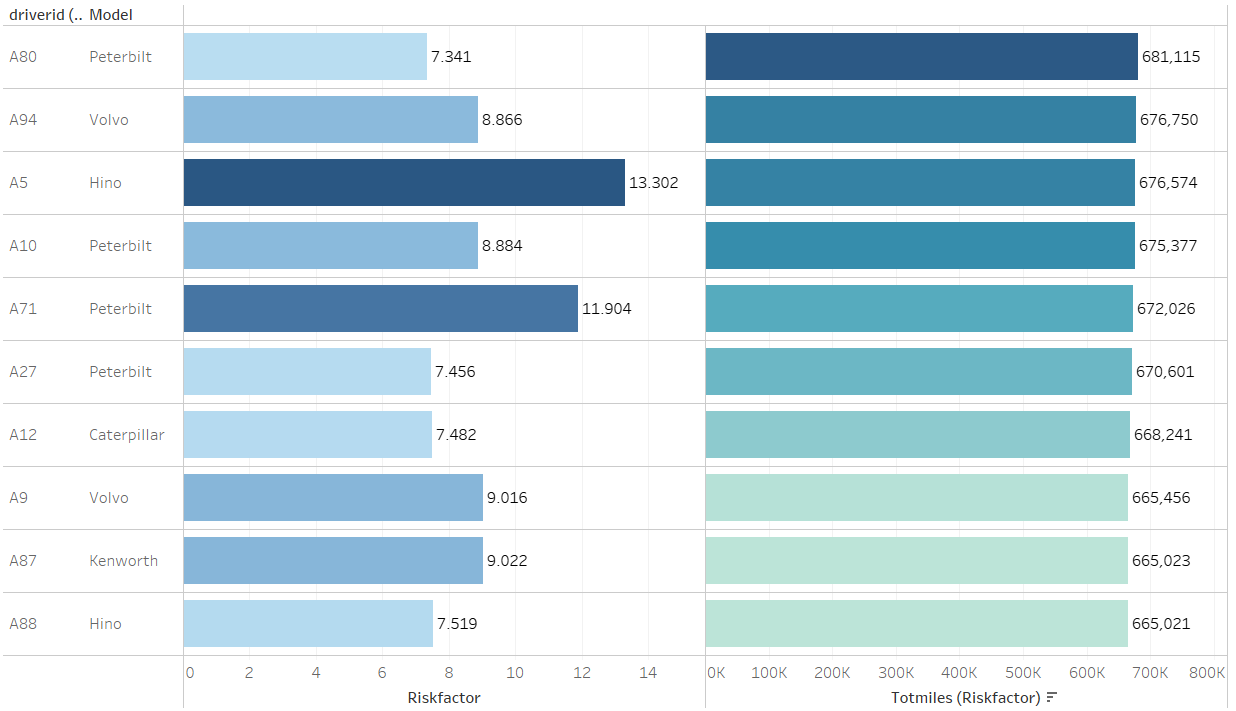 driverid (.. Model
A80 Peterbilt 7.341 681,115
A94 Volvo 8.866 676,750
A5 Hino 13.302 676,574
A10 Peterbilt 8.884 675,377
A71 Peterbilt 11.904 672,026
A27 Peterbilt 7.456 670,601
A12 Caterpillar 7.482 668,241
A9 Volvo 9.016 665,456
A87 Kenworth 9.022 665,023
A88 Hino 7.519 665,021
0 2 4 6 8 10 12 14 0K 100K 200K 300K 400K 500K 600K 700K 800K
Riskfactor Totmiles (Riskfactor)